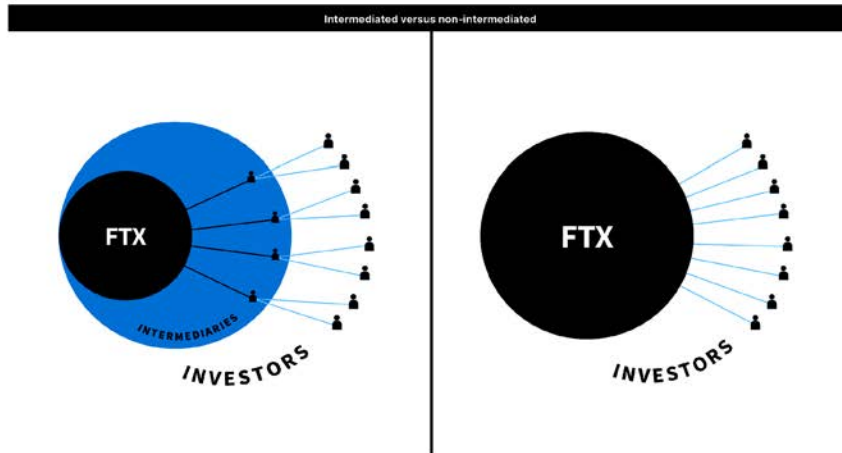 Intermediated versus non-intermediated
FTX
INTERMEDIARIES
INVESTORS
FTX
INVESTORS